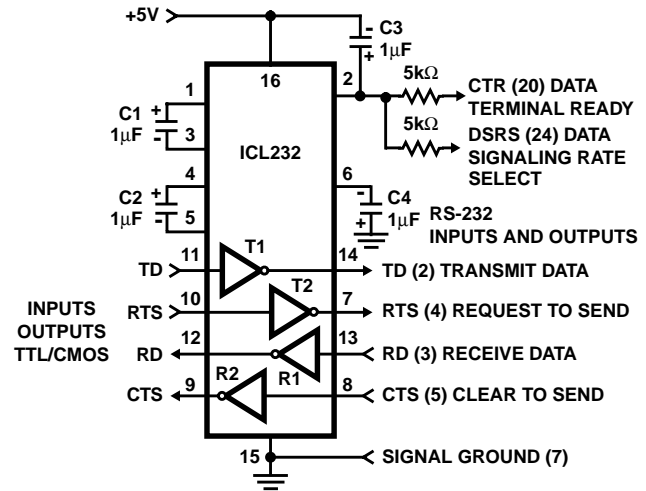 +5V
-
C3
1µF
+
16
1
2
5kΩ
CTR (20) DATA
TERMINAL READY
C1
1µF
+
-
3
5kΩ
DSRS (24) DATA
SIGNALING RATE
SELECT
ICL232
4
C2
1µF
+
-
5
6
-
C4
1µF
+
RS-232
INPUTS AND OUTPUTS
TD
11
T1
14
TD (2) TRANSMIT DATA
INPUTS
OUTPUTS
TTL/CMOS
RTS
10
T2
7
RTS (4) REQUEST TO SEND
RD
12
R1
13
RD (3) RECEIVE DATA
CTS
9
R2
8
CTS (5) CLEAR TO SEND
15
SIGNAL GROUND (7)